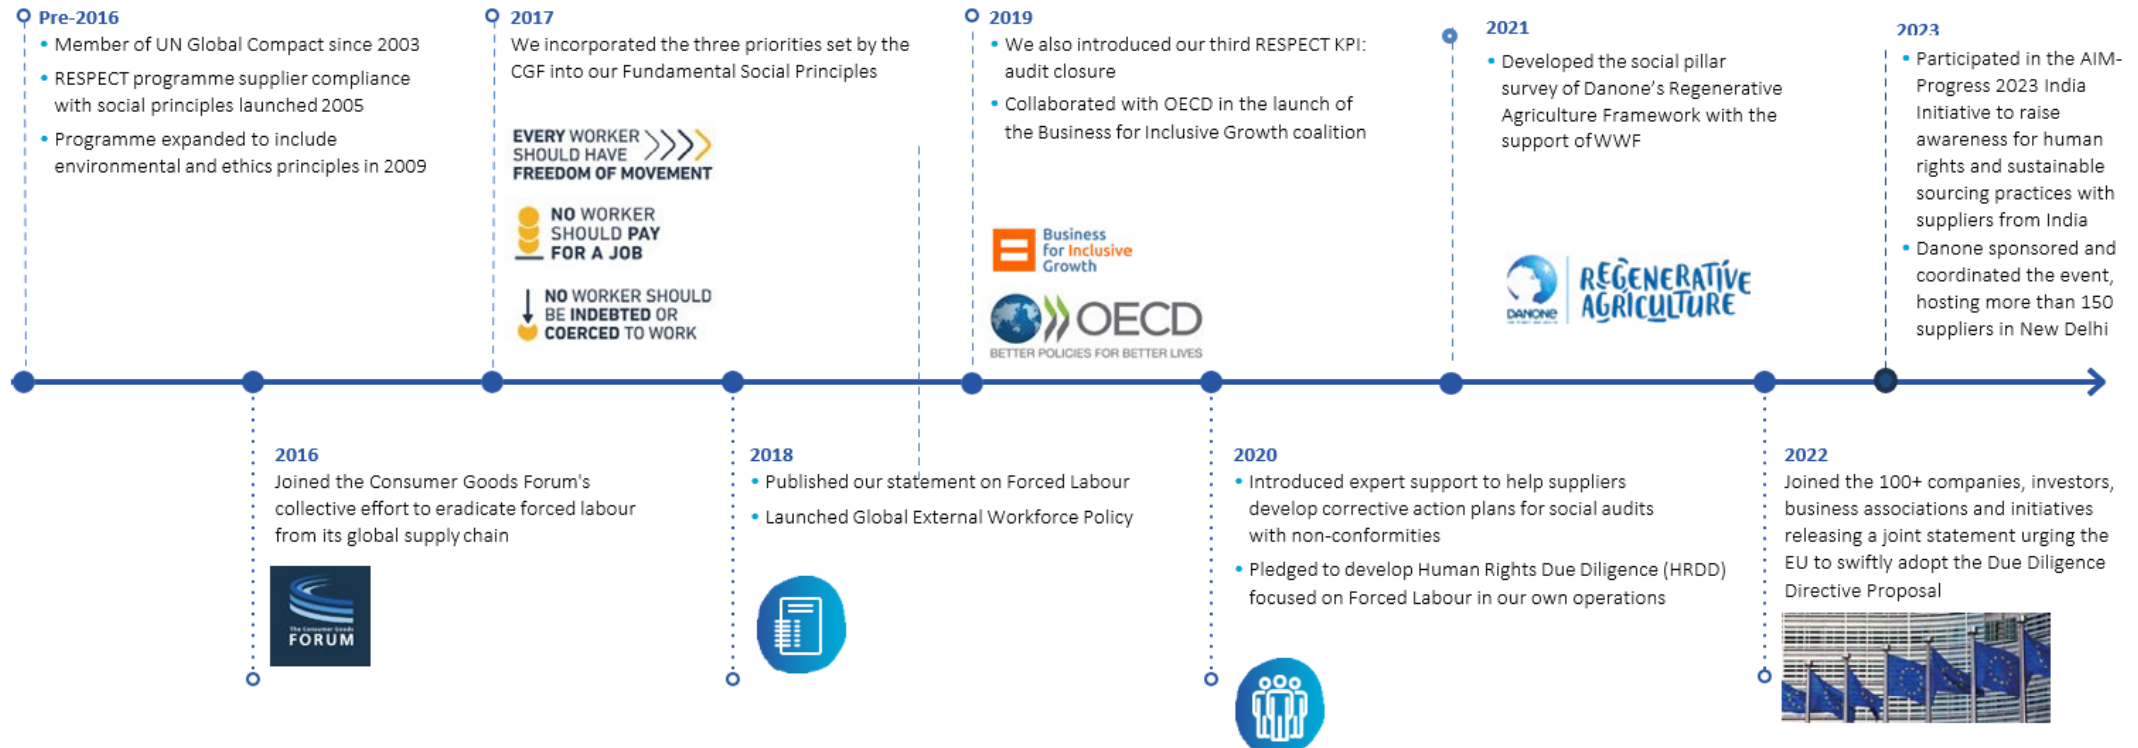 Pre-2016
• Member of UN Global Compact since 2003
• RESPECT programme supplier compliance
with social principles launched 2005
• Programme expanded to include
environmental and ethics principles in 2009
2017
We incorporated the three priorities set by the
CGF into our Fundamental Social Principles
EVERY WORKER
SHOULD HAVE
FREEDOM OF MOVEMENT
NO WORKER
SHOULD PAY
FOR A JOB
NO WORKER SHOULD
BE INDEBTED OR
COERCED TO WORK
2019
• We also introduced our third RESPECT KPI:
audit closure
• Collaborated with OECD in the launch of
the Business for Inclusive Growth coalition
Business
for Inclusive
Growth
OECD
BETTER POLICIES FOR BETTER LIVES
2021
• Developed the social pillar
survey of Danone's Regenerative
Agriculture Framework with the
support of WWF
DANONE
REGENERATIVE
AGRICULTURE
2023
• Participated in the AIM-
Progress 2023 India
Initiative to raise
awareness for human
rights and sustainable
sourcing practices with
suppliers from India
• Danone sponsored and
coordinated the event,
hosting more than 150
suppliers in New Delhi
2016
Joined the Consumer Goods Forum's
collective effort to eradicate forced labour
from its global supply chain
The Consumer Goods
FORUM
2018
• Published our statement on Forced Labour
• Launched Global External Workforce Policy
2020
• Introduced expert support to help suppliers
develop corrective action plans for social audits
with non-conformities
• Pledged to develop Human Rights Due Diligence (HRDD)
focused on Forced Labour in our own operations
2022
Joined the 100+ companies, investors,
business associations and initiatives
releasing a joint statement urging the
EU to swiftly adopt the Due Diligence
Directive Proposal